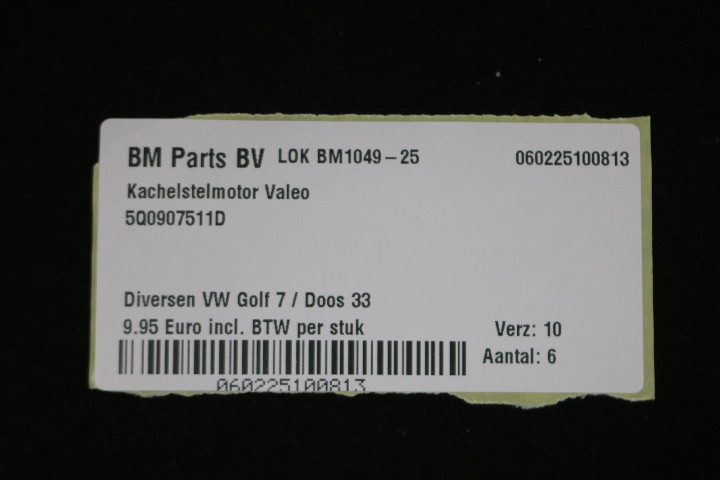 BM Parts BV LOK BM1049-25 060225100813
Kachelstelmotor Valeo
5Q0907511D
Diversen VW Golf 7 / Doos 33
9.95 Euro incl. BTW per stuk Verz: 10
Aantal: 6
060225100813